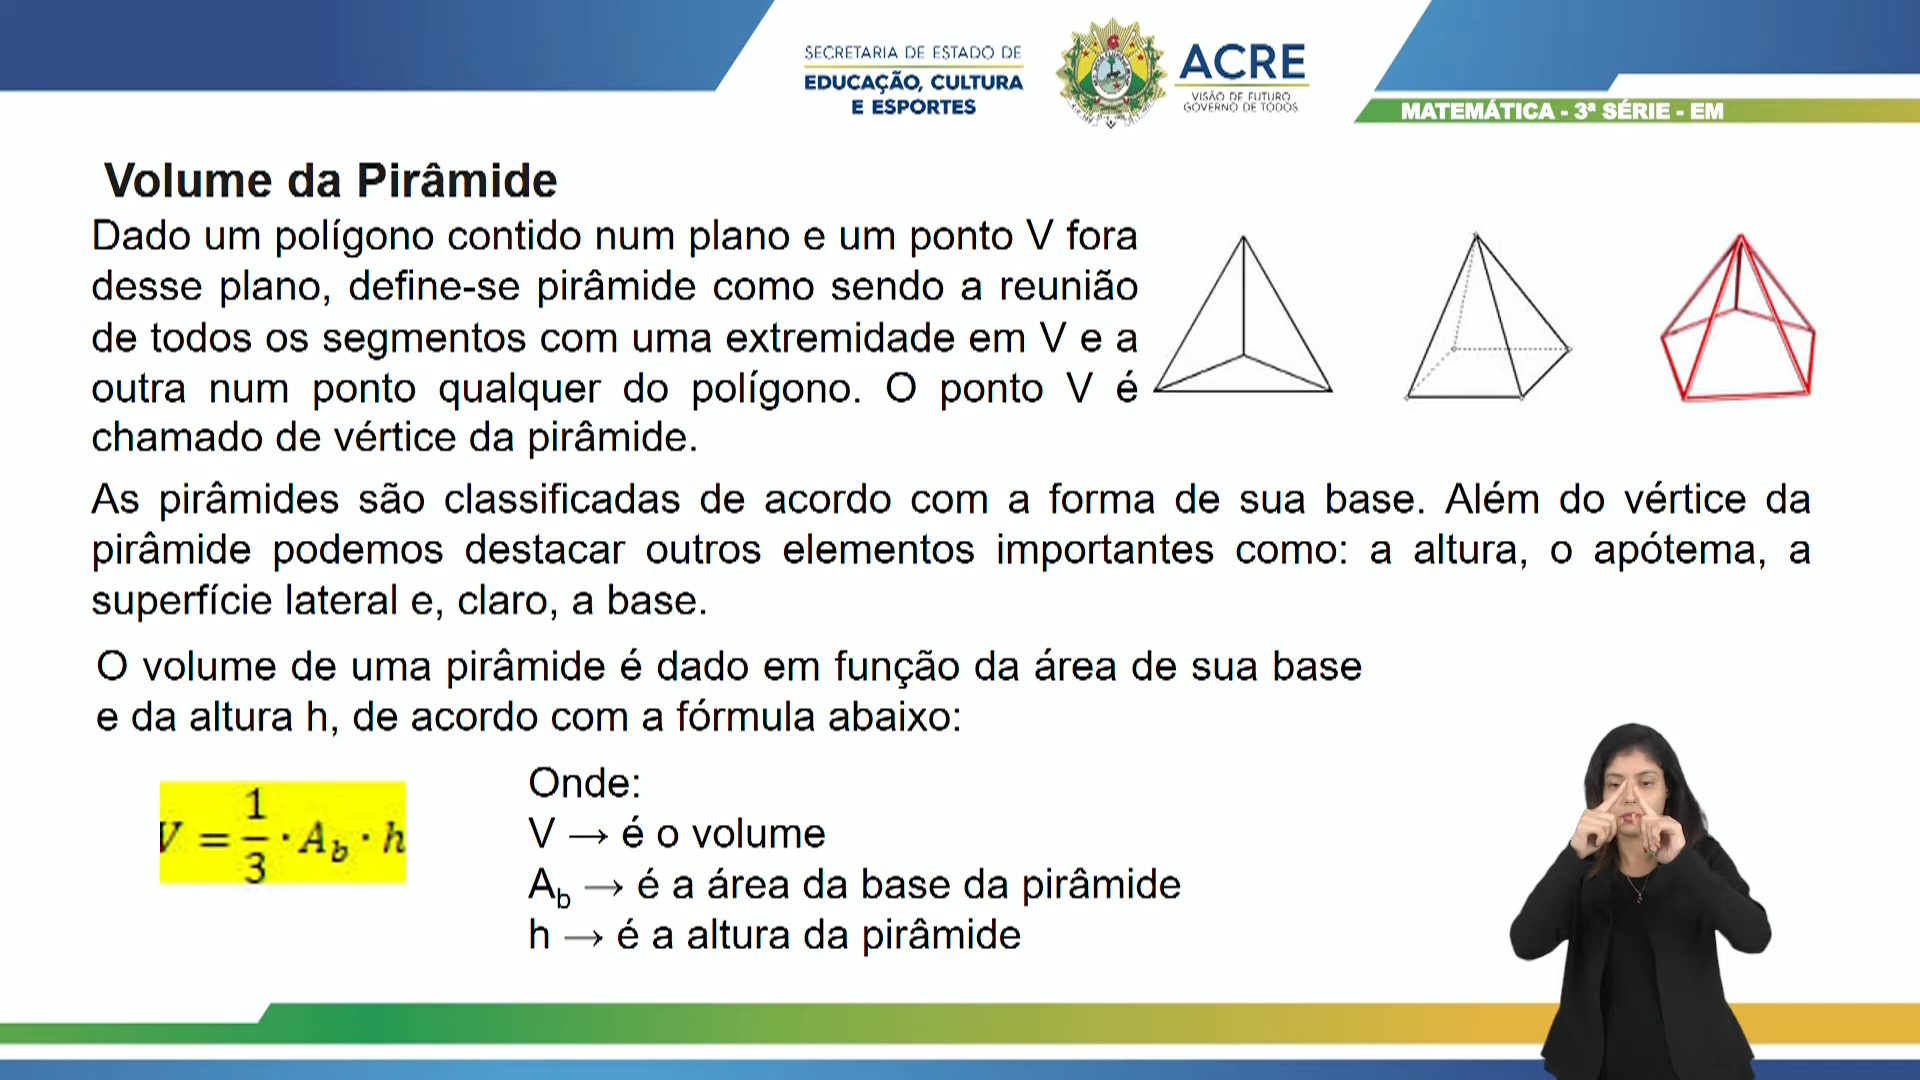 SECRETARIA DE ESTADO DE
EDUCAÇÃO, CULTURA
E ESPORTES
ACRE
VISÃO DE FUTURO
GOVERNO DE TODOS
MATEMÁTICA - 3ª SÉRIE - EM
Volume da Pirâmide
Dado um polígono contido num plano e um ponto V fora
desse plano, define-se pirâmide como sendo a reunião
de todos os segmentos com uma extremidade em V e a
outra num ponto qualquer do polígono. O ponto V é
chamado de vértice da pirâmide.
As pirâmides são classificadas de acordo com a forma de sua base. Além do vértice da
pirâmide podemos destacar outros elementos importantes como: a altura, o apótema, a
superfície lateral e, claro, a base.
O volume de uma pirâmide é dado em função da área de sua base
e da altura h, de acordo com a fórmula abaixo:
V = 1/3 · A_b · h
Onde:
V → é o volume
A_b → é a área da base da pirâmide
h → é a altura da pirâmide